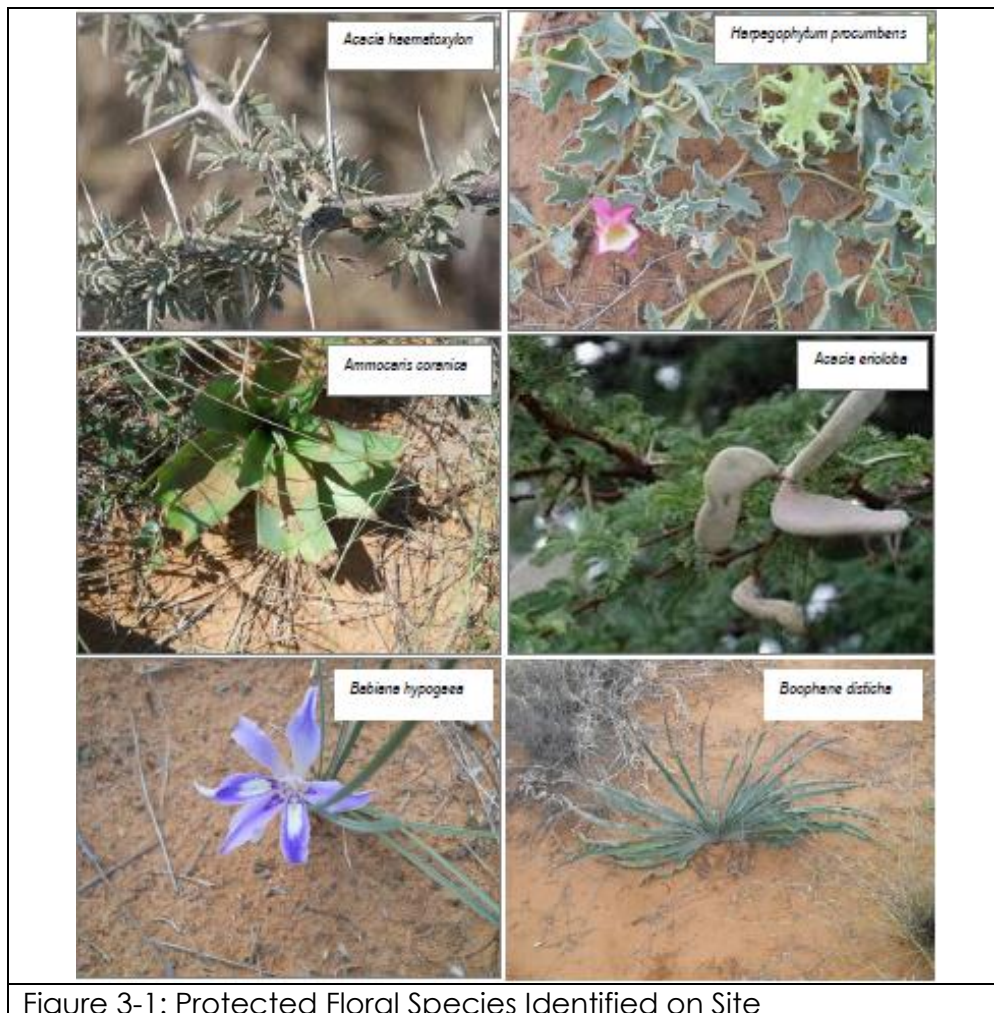 Acacia haematoxylon
Harpagophytum procumbens
Ammocaris coranica
Acacia erioloba
Babiana hypogaea
Boophane disticha
Figure 3-1: Protected Floral Species Identified on Site